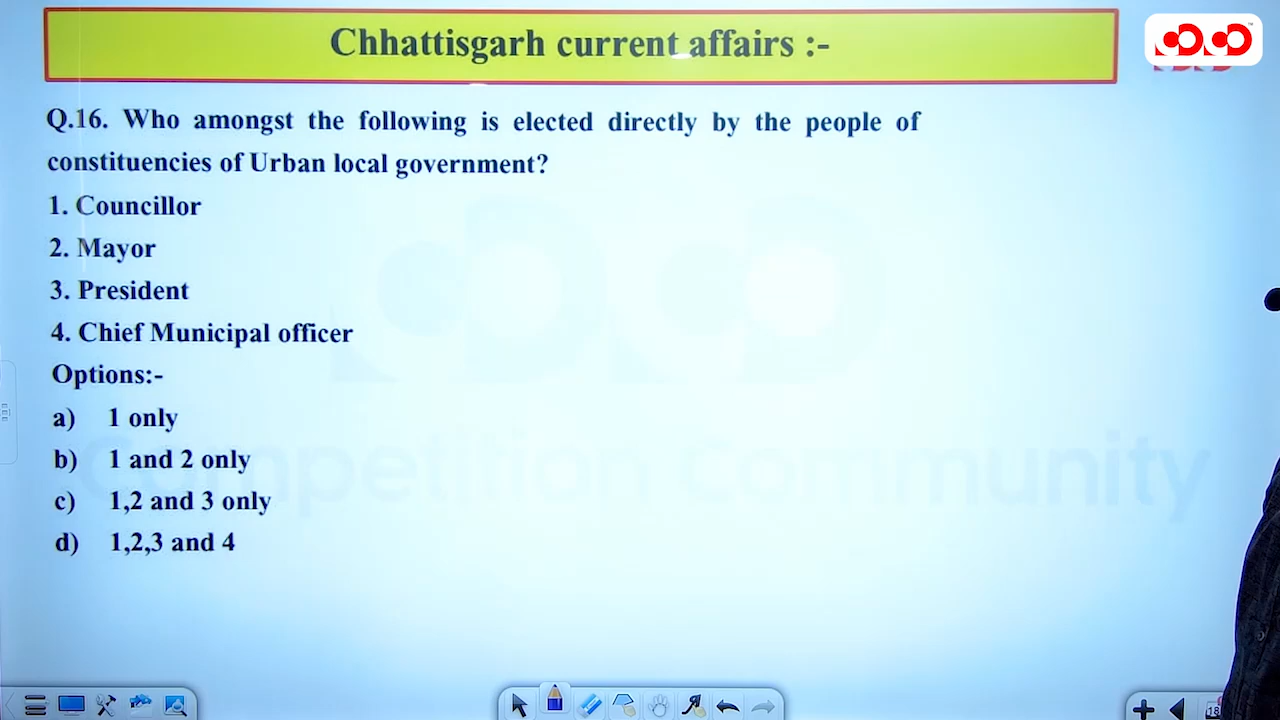 Chhattisgarh current affairs :-
Q.16. Who amongst the following is elected directly by the people of
constituencies of Urban local government?
1. Councillor
2. Mayor
3. President
4. Chief Municipal officer
Options:-
a) 1 only
b) 1 and 2 only
c) 1,2 and 3 only
d) 1,2,3 and 4
Competition Community
18